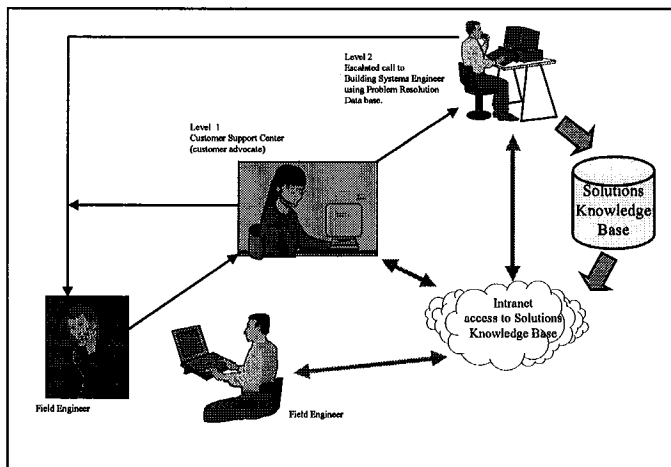 Level 2
Escalated call to
Building Systems Engineer
using Problem Resolution
Data base.
Level 1
Customer Support Center
(customer advocate)
Solutions
Knowledge
Base
Intranet
access to Solutions
Knowledge Base
Field Engineer
Field Engineer